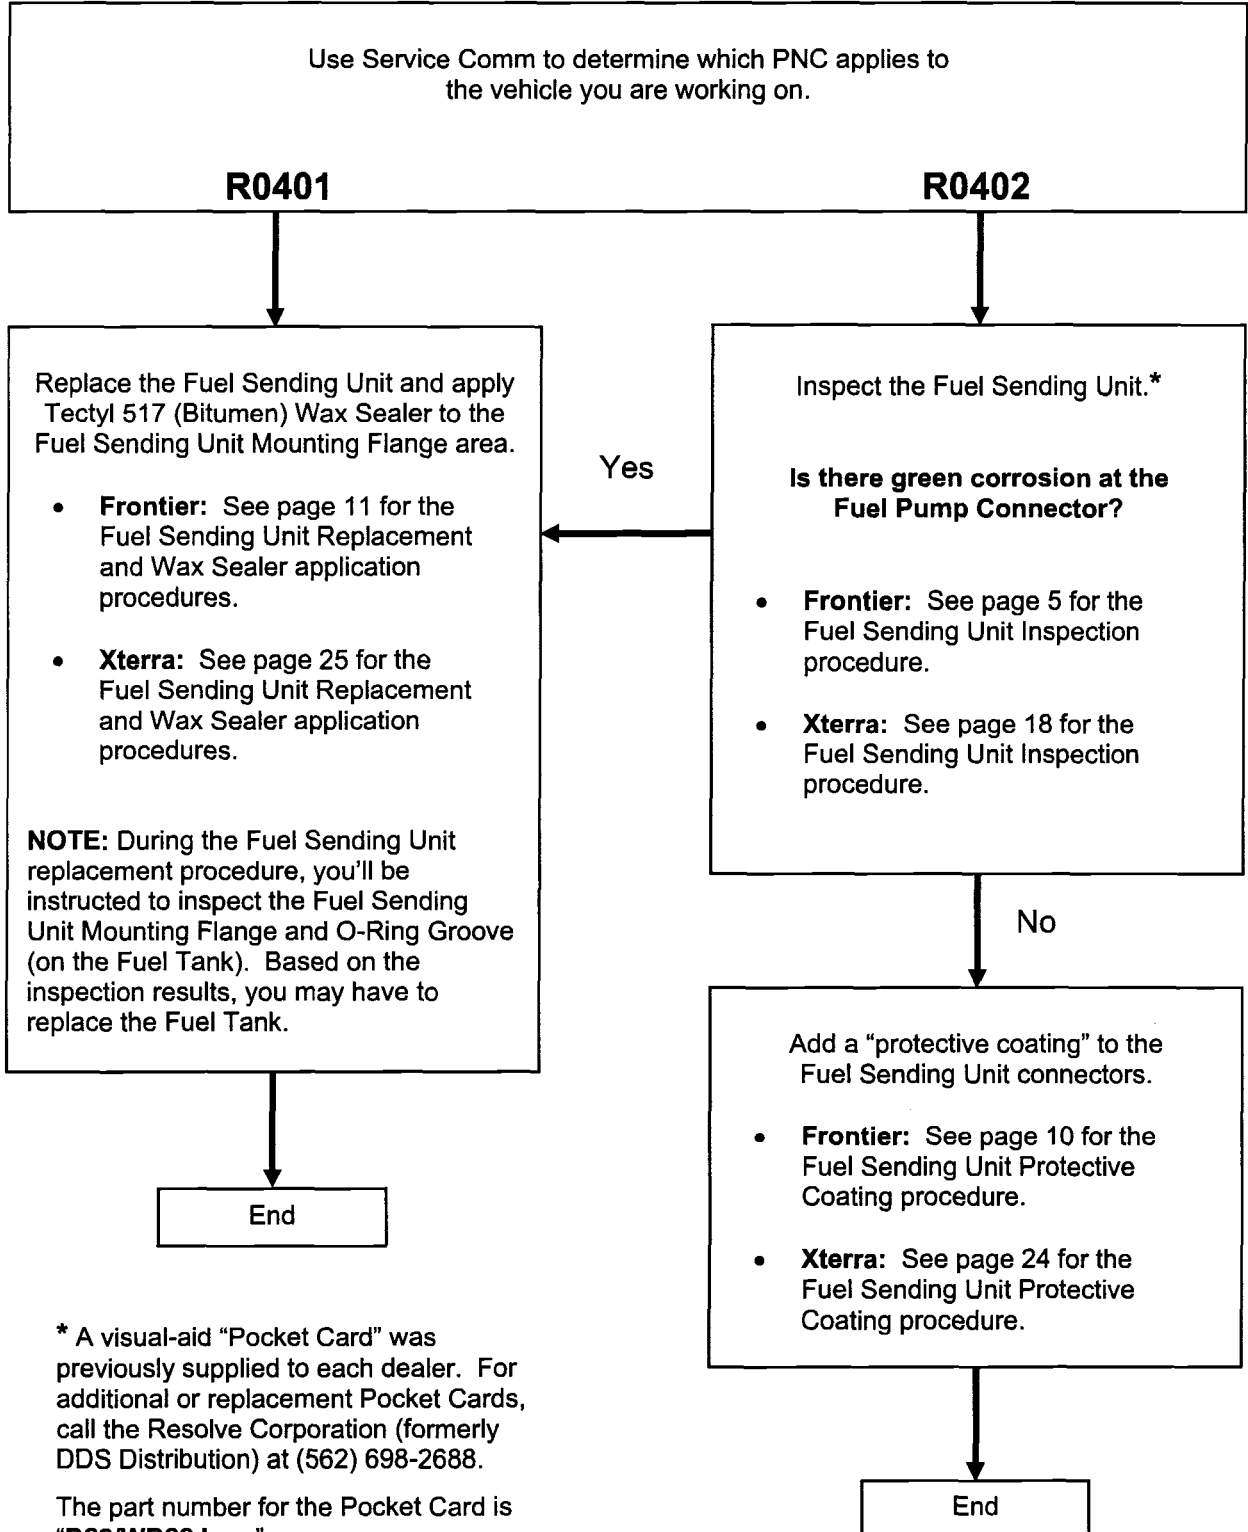 Use Service Comm to determine which PNC applies to
the vehicle you are working on.
R0401
R0402
Replace the Fuel Sending Unit and apply
Tectyl 517 (Bitumen) Wax Sealer to the
Fuel Sending Unit Mounting Flange area.
• Frontier: See page 11 for the
Fuel Sending Unit Replacement
and Wax Sealer application
procedures.
• Xterra: See page 25 for the
Fuel Sending Unit Replacement
and Wax Sealer application
procedures.
NOTE: During the Fuel Sending Unit
replacement procedure, you'll be
instructed to inspect the Fuel Sending
Unit Mounting Flange and O-Ring Groove
(on the Fuel Tank). Based on the
inspection results, you may have to
replace the Fuel Tank.
End
Yes
Inspect the Fuel Sending Unit.*
Is there green corrosion at the
Fuel Pump Connector?
• Frontier: See page 5 for the
Fuel Sending Unit Inspection
procedure.
• Xterra: See page 18 for the
Fuel Sending Unit Inspection
procedure.
No
Add a “protective coating” to the
Fuel Sending Unit connectors.
• Frontier: See page 10 for the
Fuel Sending Unit Protective
Coating procedure.
• Xterra: See page 24 for the
Fuel Sending Unit Protective
Coating procedure.
End
* A visual-aid “Pocket Card” was
previously supplied to each dealer. For
additional or replacement Pocket Cards,
call the Resolve Corporation (formerly
DDS Distribution) at (562) 698-2688.
The part number for the Pocket Card is